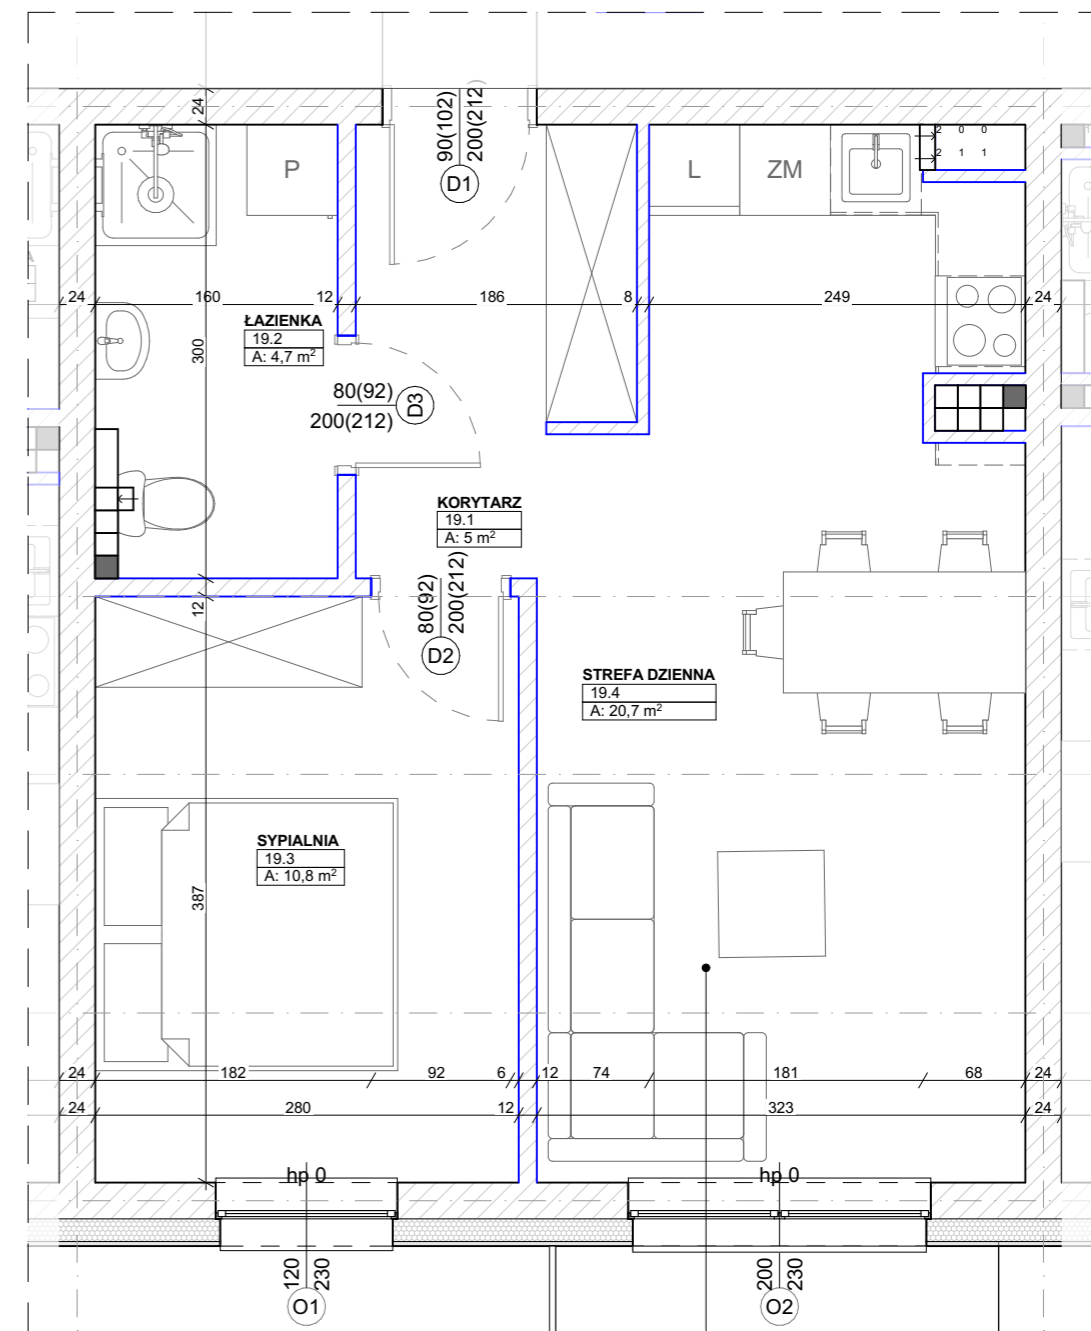 24
90(102)
200(212)
D1
P
L
ZM
2 0 0
2 1 1
24
160
12
186
8
249
24
300
ŁAZIENKA
19.2
A: 4,7 m²
80(92)
200(212)
D3
KORYTARZ
19.1
A: 5 m²
12
80(92)
200(212)
D2
STREFA DZIENNA
19.4
A: 20,7 m²
SYPIALNIA
19.3
A: 10,8 m²
387
24
182
92
6
12
74
181
68
24
24
280
12
323
24
hp 0
hp 0
120
230
O1
200
230
O2